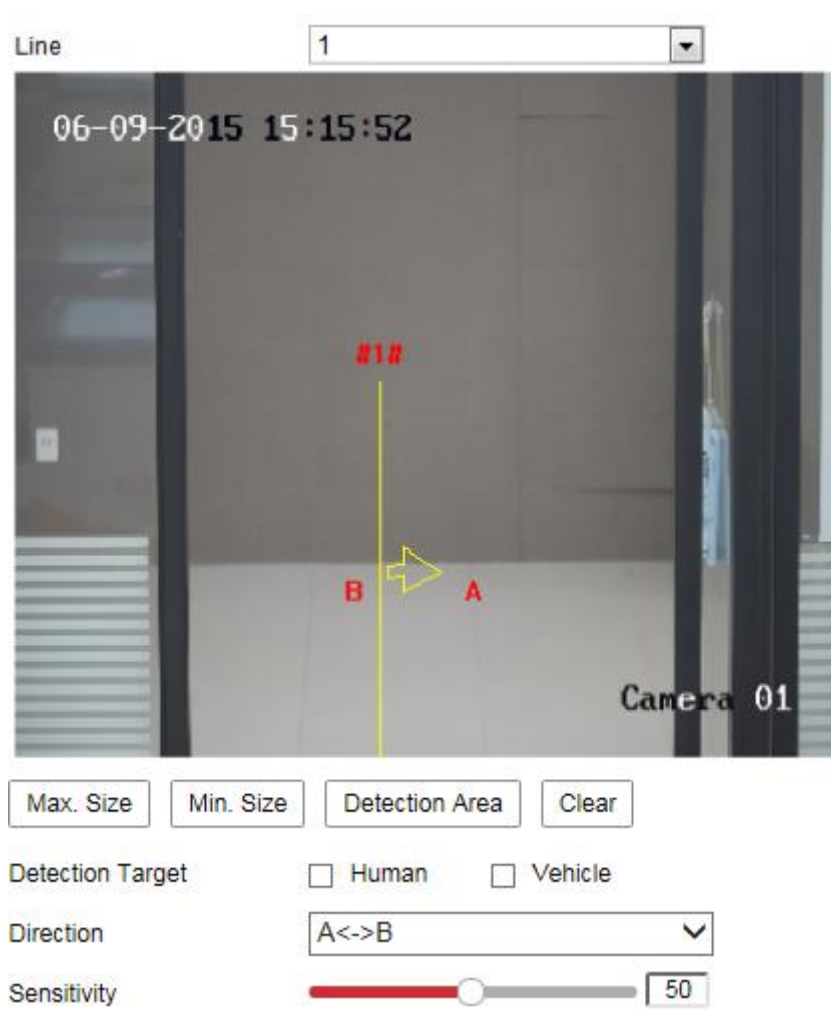 Line 1
06-09-2015 15:15:52
#1#
B A
Camera 01
Max. Size Min. Size Detection Area Clear
Detection Target Human Vehicle
Direction A<->B
Sensitivity 50